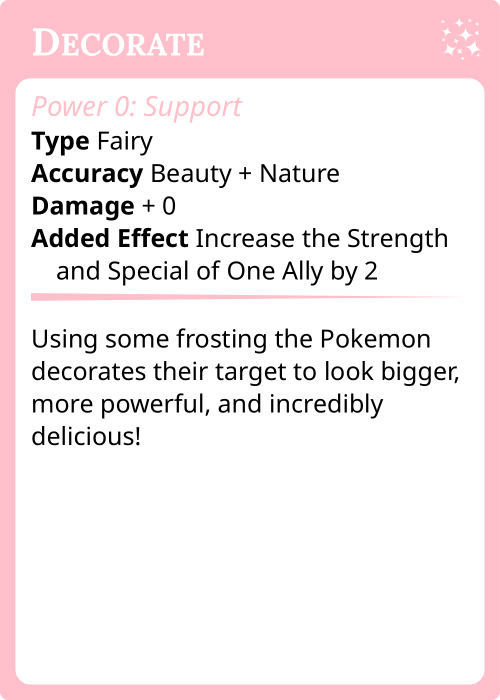 DECORATE
Power 0: Support
Type Fairy
Accuracy Beauty + Nature
Damage + 0
Added Effect Increase the Strength
and Special of One Ally by 2
Using some frosting the Pokemon
decorates their target to look bigger,
more powerful, and incredibly
delicious!